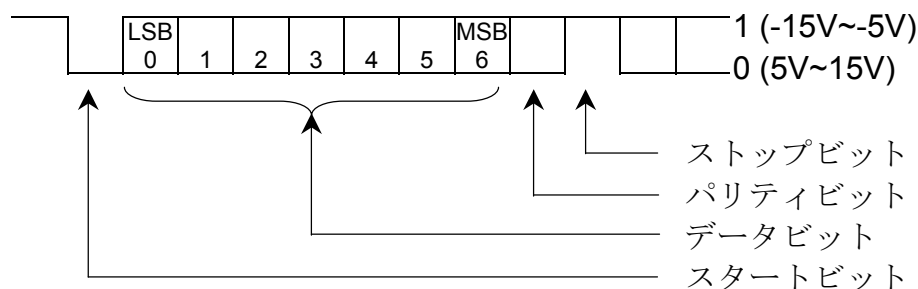 LSB MSB 1 (-15V~-5V)
0 1 2 3 4 5 6 0 (5V~15V)
ストップビット
パリティビット
データビット
スタートビット